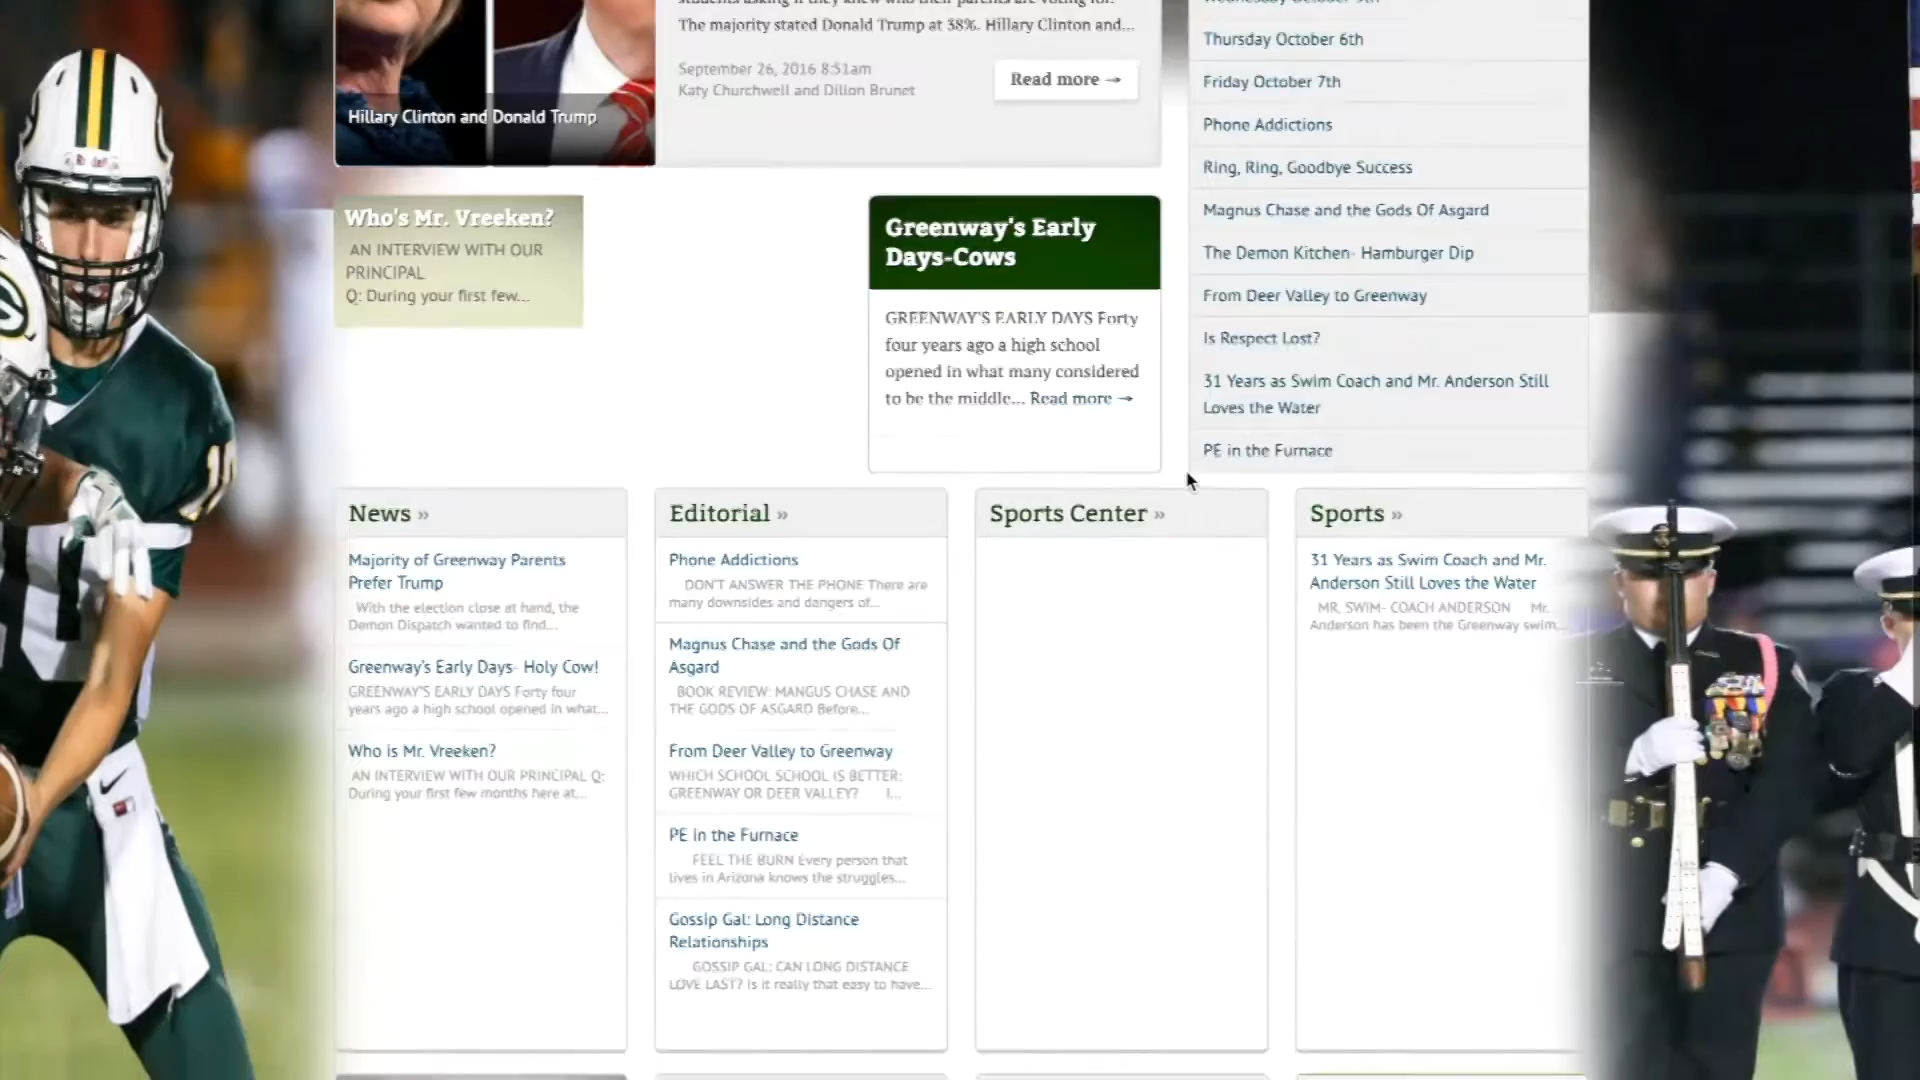 students asking if they knew who their parents are voting for.
The majority stated Donald Trump at 38%. Hillary Clinton and...
September 26, 2016 8:51am
Katy Churchwell and Dillon Brunet
Read more →
Hillary Clinton and Donald Trump
Thursday October 6th
Friday October 7th
Phone Addictions
Ring, Ring, Goodbye Success
Magnus Chase and the Gods Of Asgard
The Demon Kitchen- Hamburger Dip
From Deer Valley to Greenway
Is Respect Lost?
31 Years as Swim Coach and Mr. Anderson Still
Loves the Water
PE in the Furnace
Who's Mr. Vreeken?
AN INTERVIEW WITH OUR
PRINCIPAL
Q: During your first few...
Greenway's Early
Days-Cows
GREENWAY'S EARLY DAYS Forty
four years ago a high school
opened in what many considered
to be the middle... Read more →
News »
Majority of Greenway Parents
Prefer Trump
With the election close at hand, the
Demon Dispatch wanted to find...
Greenway's Early Days- Holy Cow!
GREENWAY'S EARLY DAYS Forty four
years ago a high school opened in what...
Who is Mr. Vreeken?
AN INTERVIEW WITH OUR PRINCIPAL Q:
During your first few months here at...
Editorial »
Phone Addictions
DON'T ANSWER THE PHONE There are
many downsides and dangers of...
Magnus Chase and the Gods Of
Asgard
BOOK REVIEW: MANGUS CHASE AND
THE GODS OF ASGARD Before...
From Deer Valley to Greenway
WHICH SCHOOL SCHOOL IS BETTER:
GREENWAY OR DEER VALLEY? I...
PE in the Furnace
FEEL THE BURN Every person that
lives in Arizona knows the struggles...
Gossip Gal: Long Distance
Relationships
GOSSIP GAL: CAN LONG DISTANCE
LOVE LAST? Is it really that easy to have...
Sports Center »
Sports »
31 Years as Swim Coach and Mr.
Anderson Still Loves the Water
MR. SWIM- COACH ANDERSON Mr.
Anderson has been the Greenway swim...